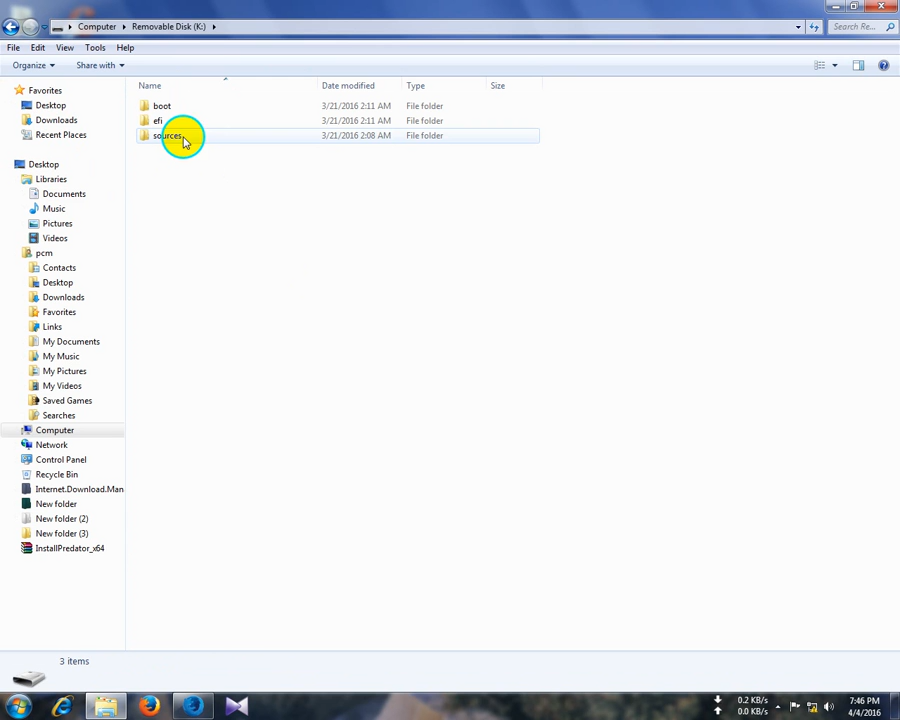 Computer ▸ Removable Disk (K:) ▸
Search Re...
File Edit View Tools Help
Organize ▾ Share with ▾
Name Date modified Type Size
boot 3/21/2016 2:11 AM File folder
efi 3/21/2016 2:11 AM File folder
sources 3/21/2016 2:08 AM File folder
Favorites
Desktop
Downloads
Recent Places
Desktop
Libraries
Documents
Music
Pictures
Videos
pcm
Contacts
Desktop
Downloads
Favorites
Links
My Documents
My Music
My Pictures
My Videos
Saved Games
Searches
Computer
Network
Control Panel
Recycle Bin
Internet.Download.Man
New folder
New folder (2)
New folder (3)
InstallPredator_x64
3 items
0.2 KB/s
0.0 KB/s
7:46 PM
4/4/2016